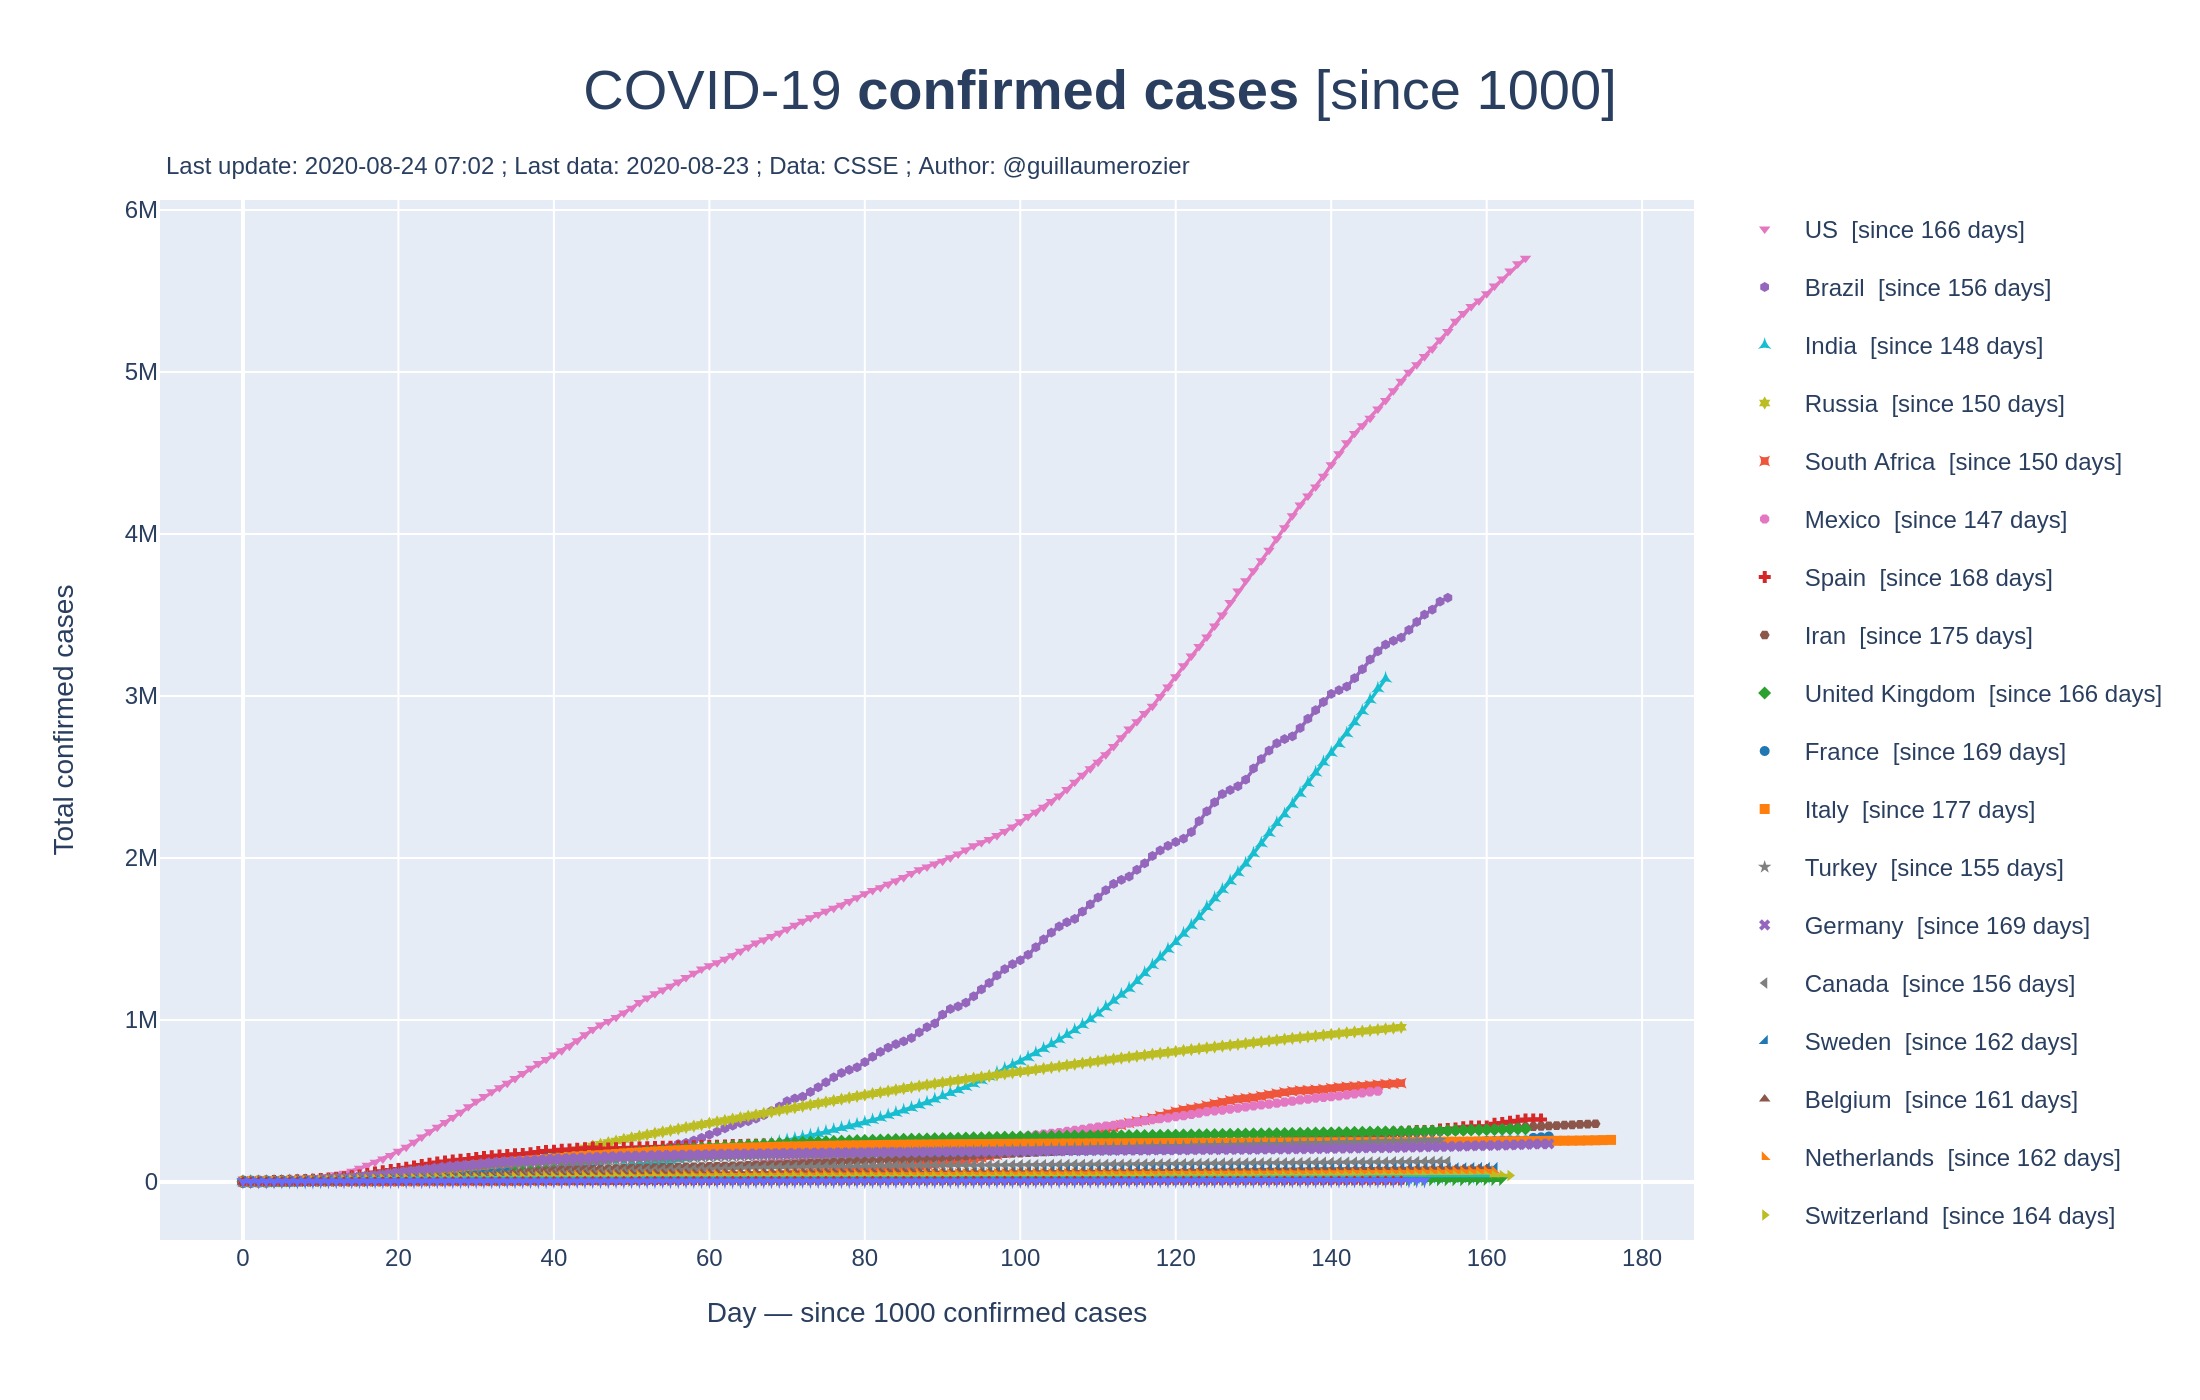 COVID-19 confirmed cases [since 1000]
Last update: 2020-08-24 07:02 ; Last data: 2020-08-23 ; Data: CSSE ; Author: @guillaumerozier
Total confirmed cases
6M
5M
4M
3M
2M
1M
0
0 20 40 60 80 100 120 140 160 180
Day — since 1000 confirmed cases
US [since 166 days]
Brazil [since 156 days]
India [since 148 days]
Russia [since 150 days]
South Africa [since 150 days]
Mexico [since 147 days]
Spain [since 168 days]
Iran [since 175 days]
United Kingdom [since 166 days]
France [since 169 days]
Italy [since 177 days]
Turkey [since 155 days]
Germany [since 169 days]
Canada [since 156 days]
Sweden [since 162 days]
Belgium [since 161 days]
Netherlands [since 162 days]
Switzerland [since 164 days]